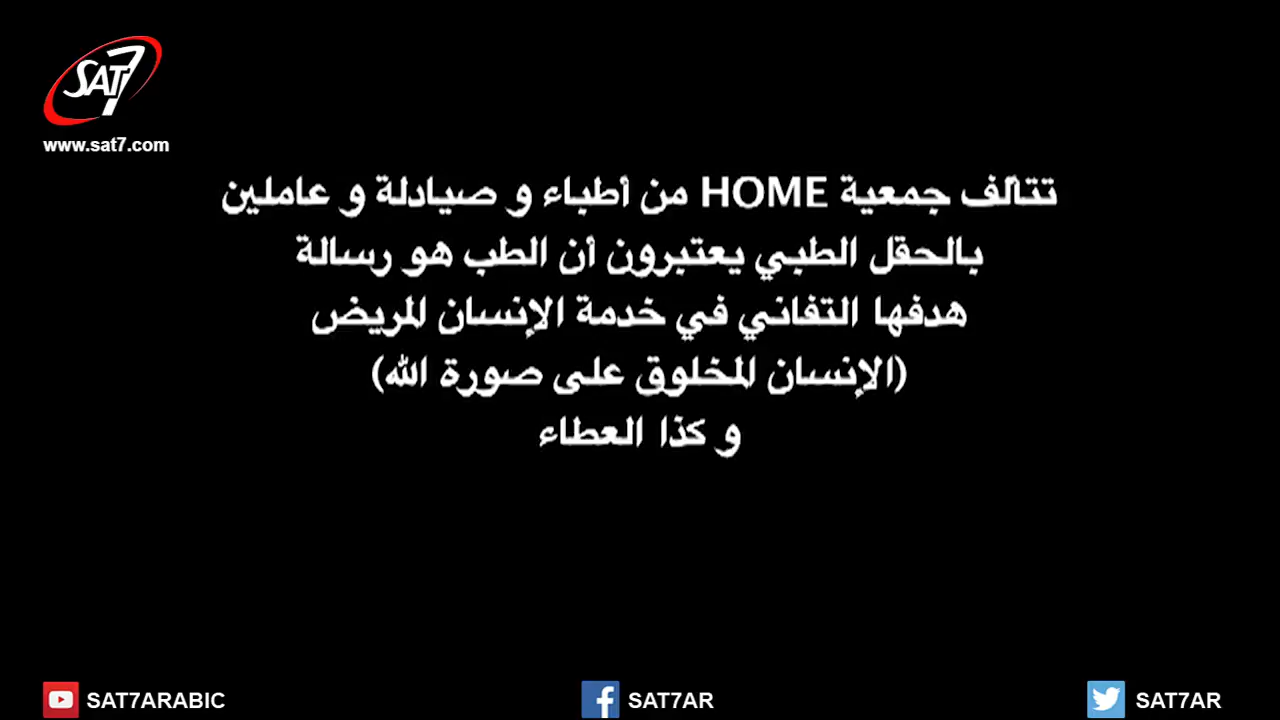 SAT7
www.sat7.com
تتألف جمعية HOME من أطباء و صيادلة و عاملين
بالحقل الطبي يعتبرون أن الطب هو رسالة
هدفها التفاني في خدمة الإنسان المريض
(الإنسان المخلوق على صورة الله)
و كذا العطاء
SAT7ARABIC
SAT7AR
SAT7AR